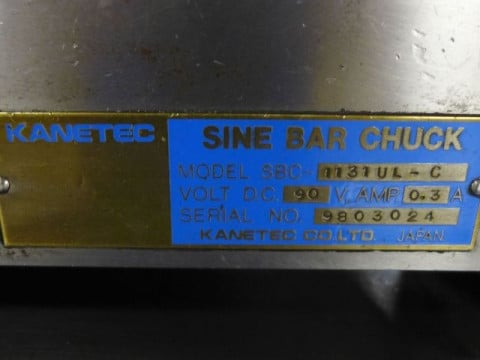 KANETEC
SINE BAR CHUCK
MODEL SBC-1131UL-C
VOLT D.C. 90 V. AMP. 0.3 A
SERIAL NO. 9803024
KANETEC CO.,LTD. JAPAN